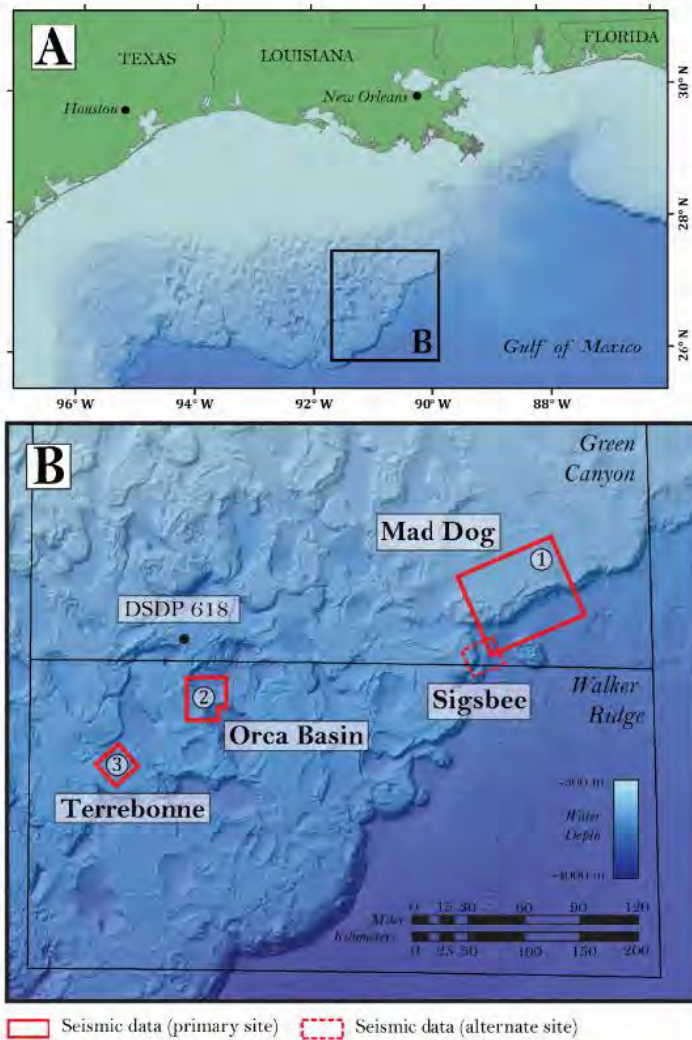 A
TEXAS
LOUISIANA
FLORIDA
Houston
New Orleans
30° N
28° N
26° N
B
Gulf of Mexico
96° W
94° W
92° W
90° W
88° W
B
Green
Canyon
Mad Dog
1
DSDP 618
Sigsbee
Walker
Ridge
2
Orca Basin
3
Terrebonne
-500 m
Water
Depth
-4000 m
0 15 30 60 90 120
Miles
Kilometers
0 25 50 100 150 200
Seismic data (primary site)
Seismic data (alternate site)